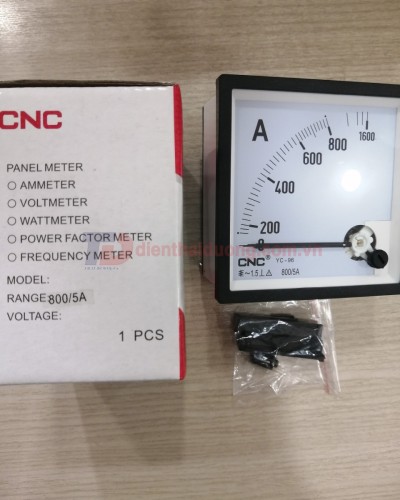 CNC
PANEL METER
○ AMMETER
○ VOLTMETER
○ WATTMETER
○ POWER FACTOR METER
○ FREQUENCY METER
MODEL:
RANGE 800/5A
VOLTAGE:
1 PCS
A
0
200
400
600
800
1600
CNC® YC-96
1.5
800/5A
dienthaiduong.com.vn